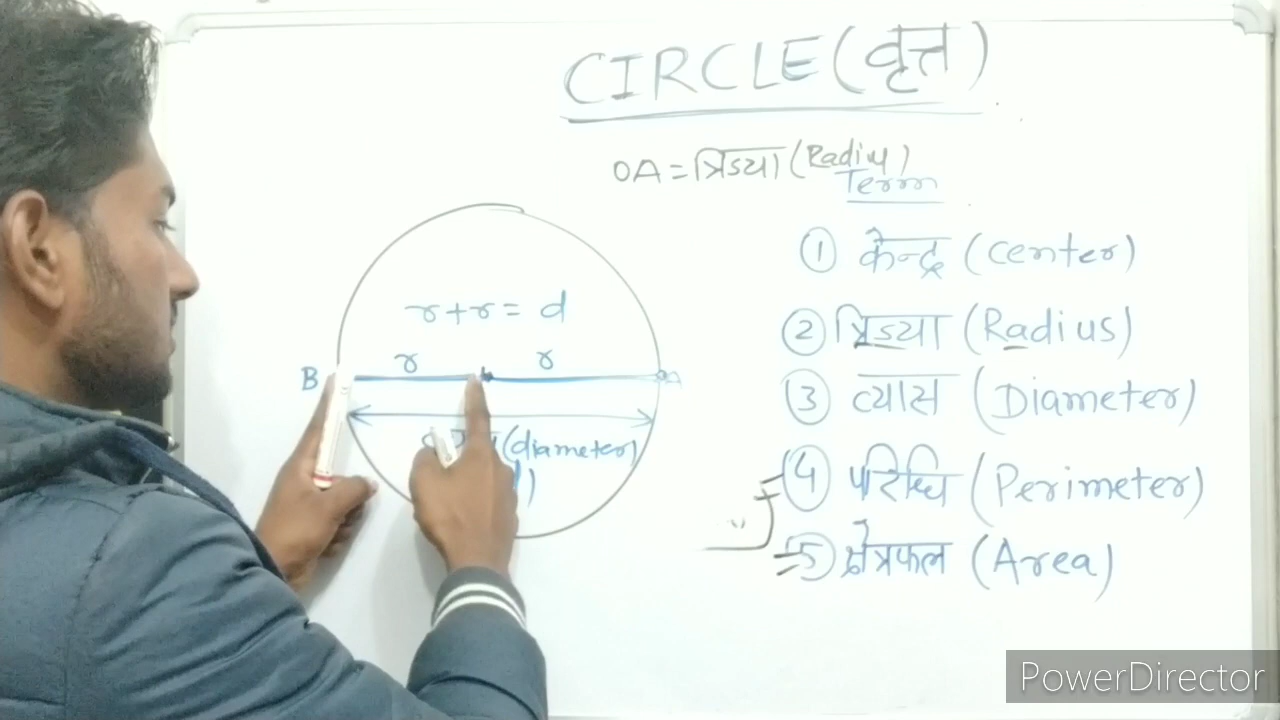 CIRCLE (वृत्त)
OA = त्रिज्या (Radius)
Term
① केन्द्र (center)
② त्रिज्या (Radius)
③ व्यास (Diameter)
④ परिधि (Perimeter)
⑤ क्षेत्रफल (Area)
r + r = d
r r
B A
(diameter)
PowerDirector